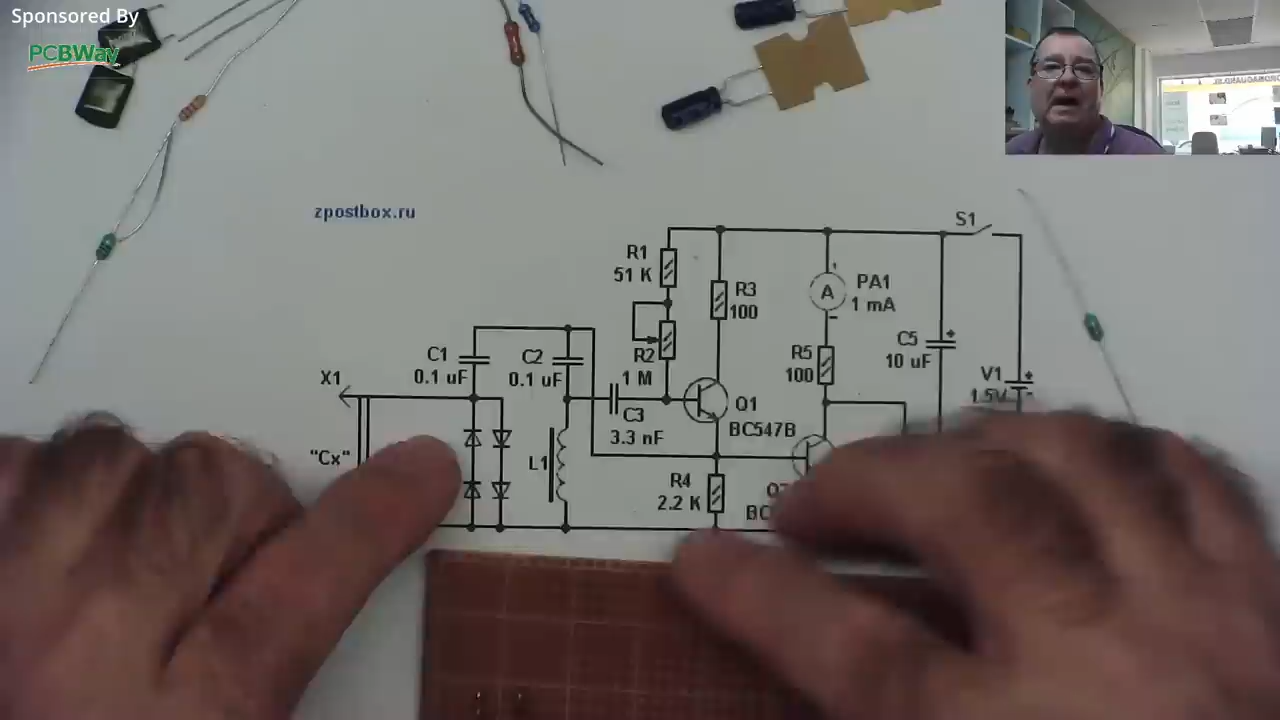 Sponsored By
PCBWay
zpostbox.ru
S1
R1
51 K
R3
100
A
PA1
1 mA
C5
10 uF
R2
1 M
R5
100
V1
1.5V
C1
0.1 uF
C2
0.1 uF
X1
C3
3.3 nF
Q1
BC547B
"Cx"
L1
R4
2.2 K